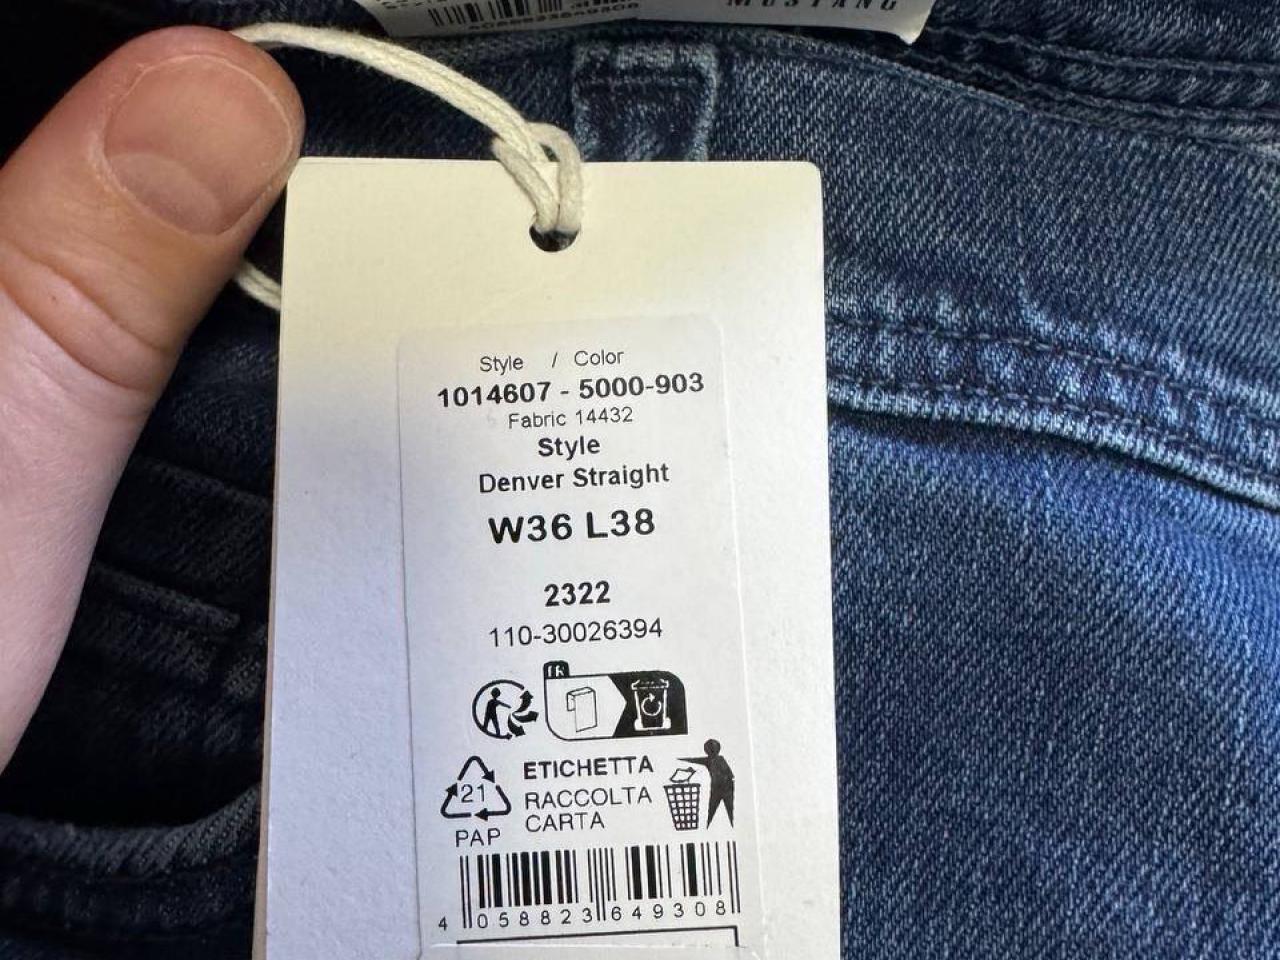 MUSTANG
Style / Color
1014607 - 5000-903
Fabric 14432
Style
Denver Straight
W36 L38
2322
110-30026394
FR
21
PAP
ETICHETTA
RACCOLTA
CARTA
4 058823 649308